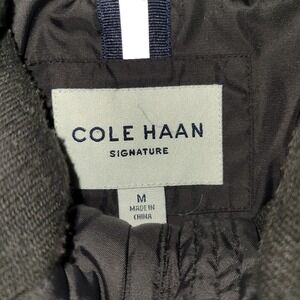 COLE HAAN
SIGNATURE
M
MADE IN
CHINA